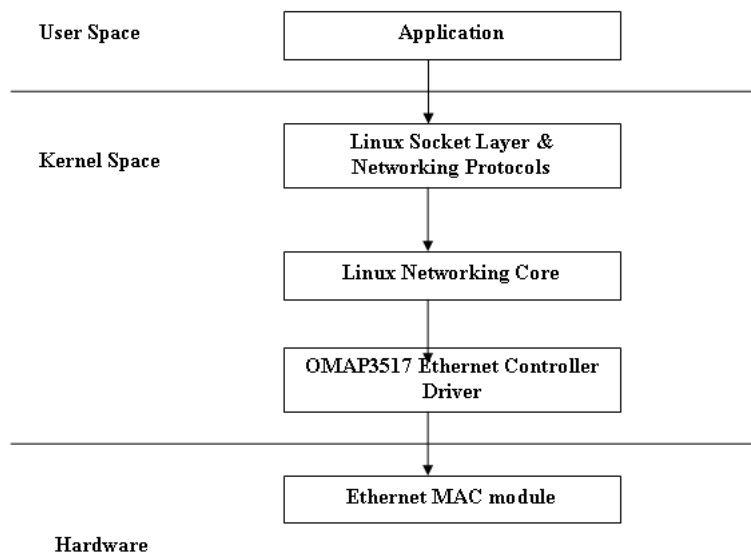 User Space
Application
Linux Socket Layer &
Networking Protocols
Kernel Space
Linux Networking Core
OMAP3517 Ethernet Controller
Driver
Ethernet MAC module
Hardware